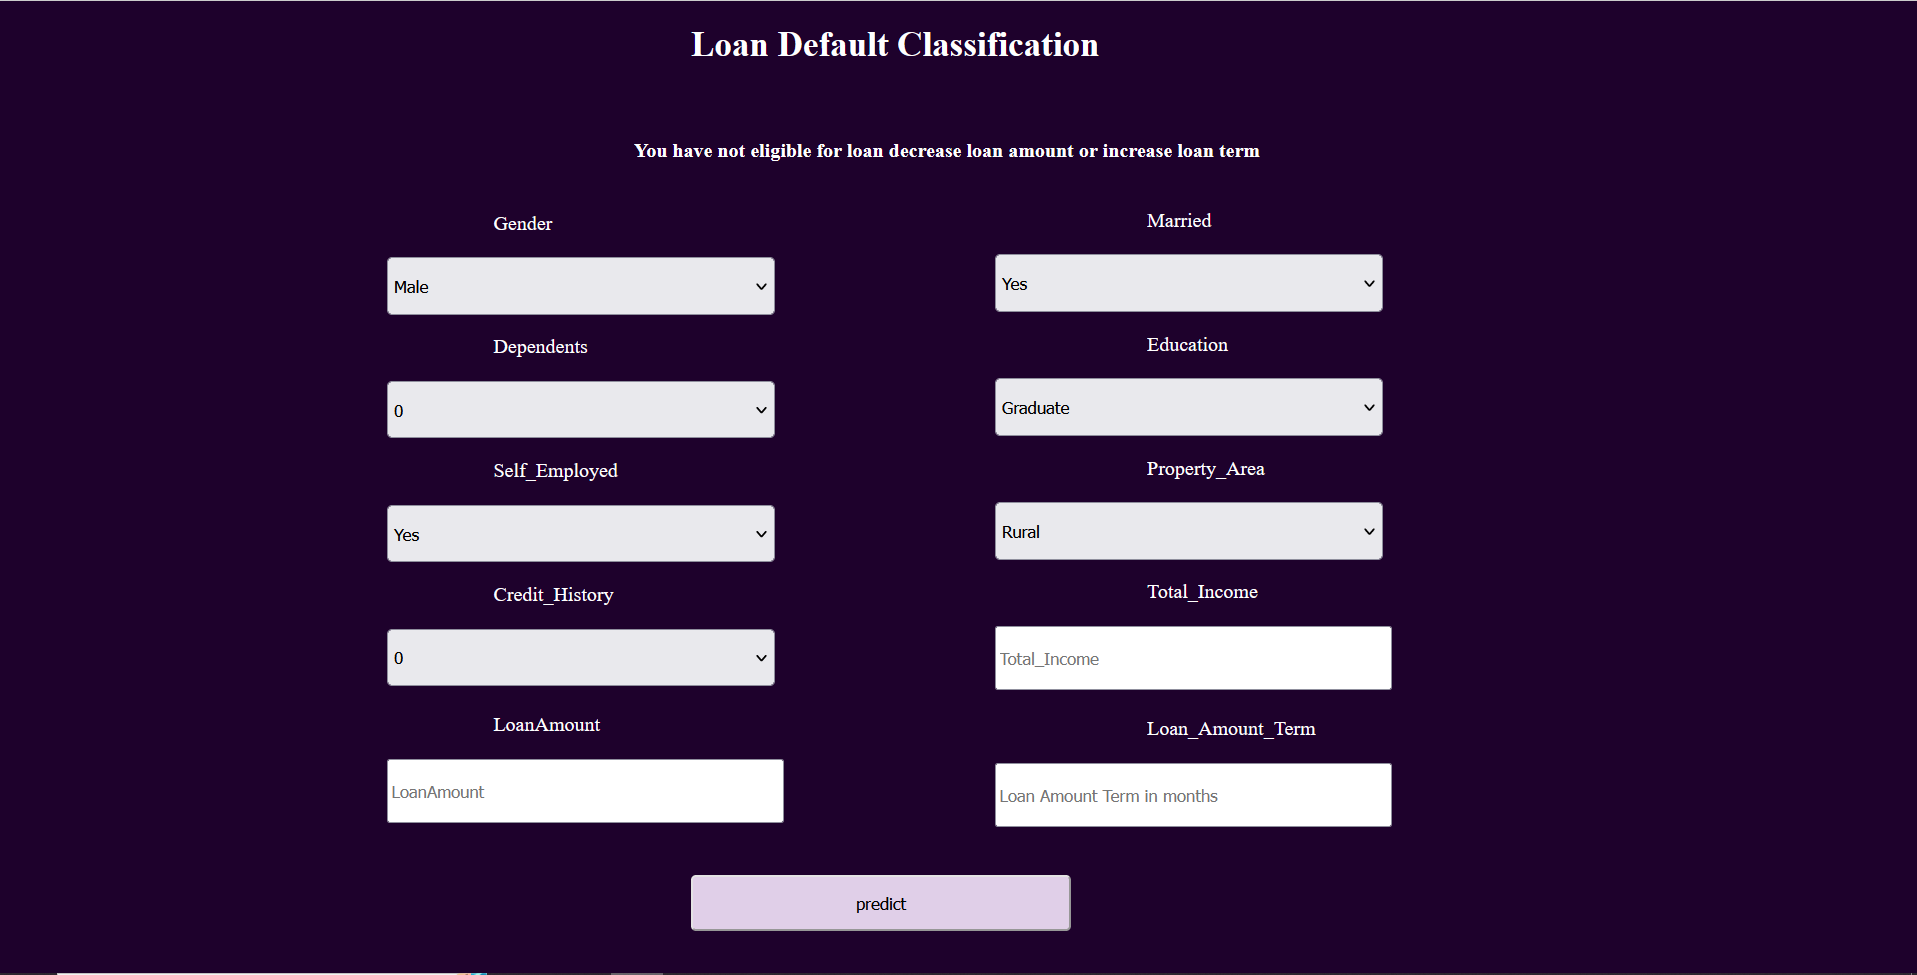 Loan Default Classification
You have not eligible for loan decrease loan amount or increase loan term
Gender
Married
Male
Yes
Dependents
Education
0
Graduate
Self_Employed
Property_Area
Yes
Rural
Credit_History
Total_Income
0
Total_Income
LoanAmount
Loan_Amount_Term
LoanAmount
Loan Amount Term in months
predict